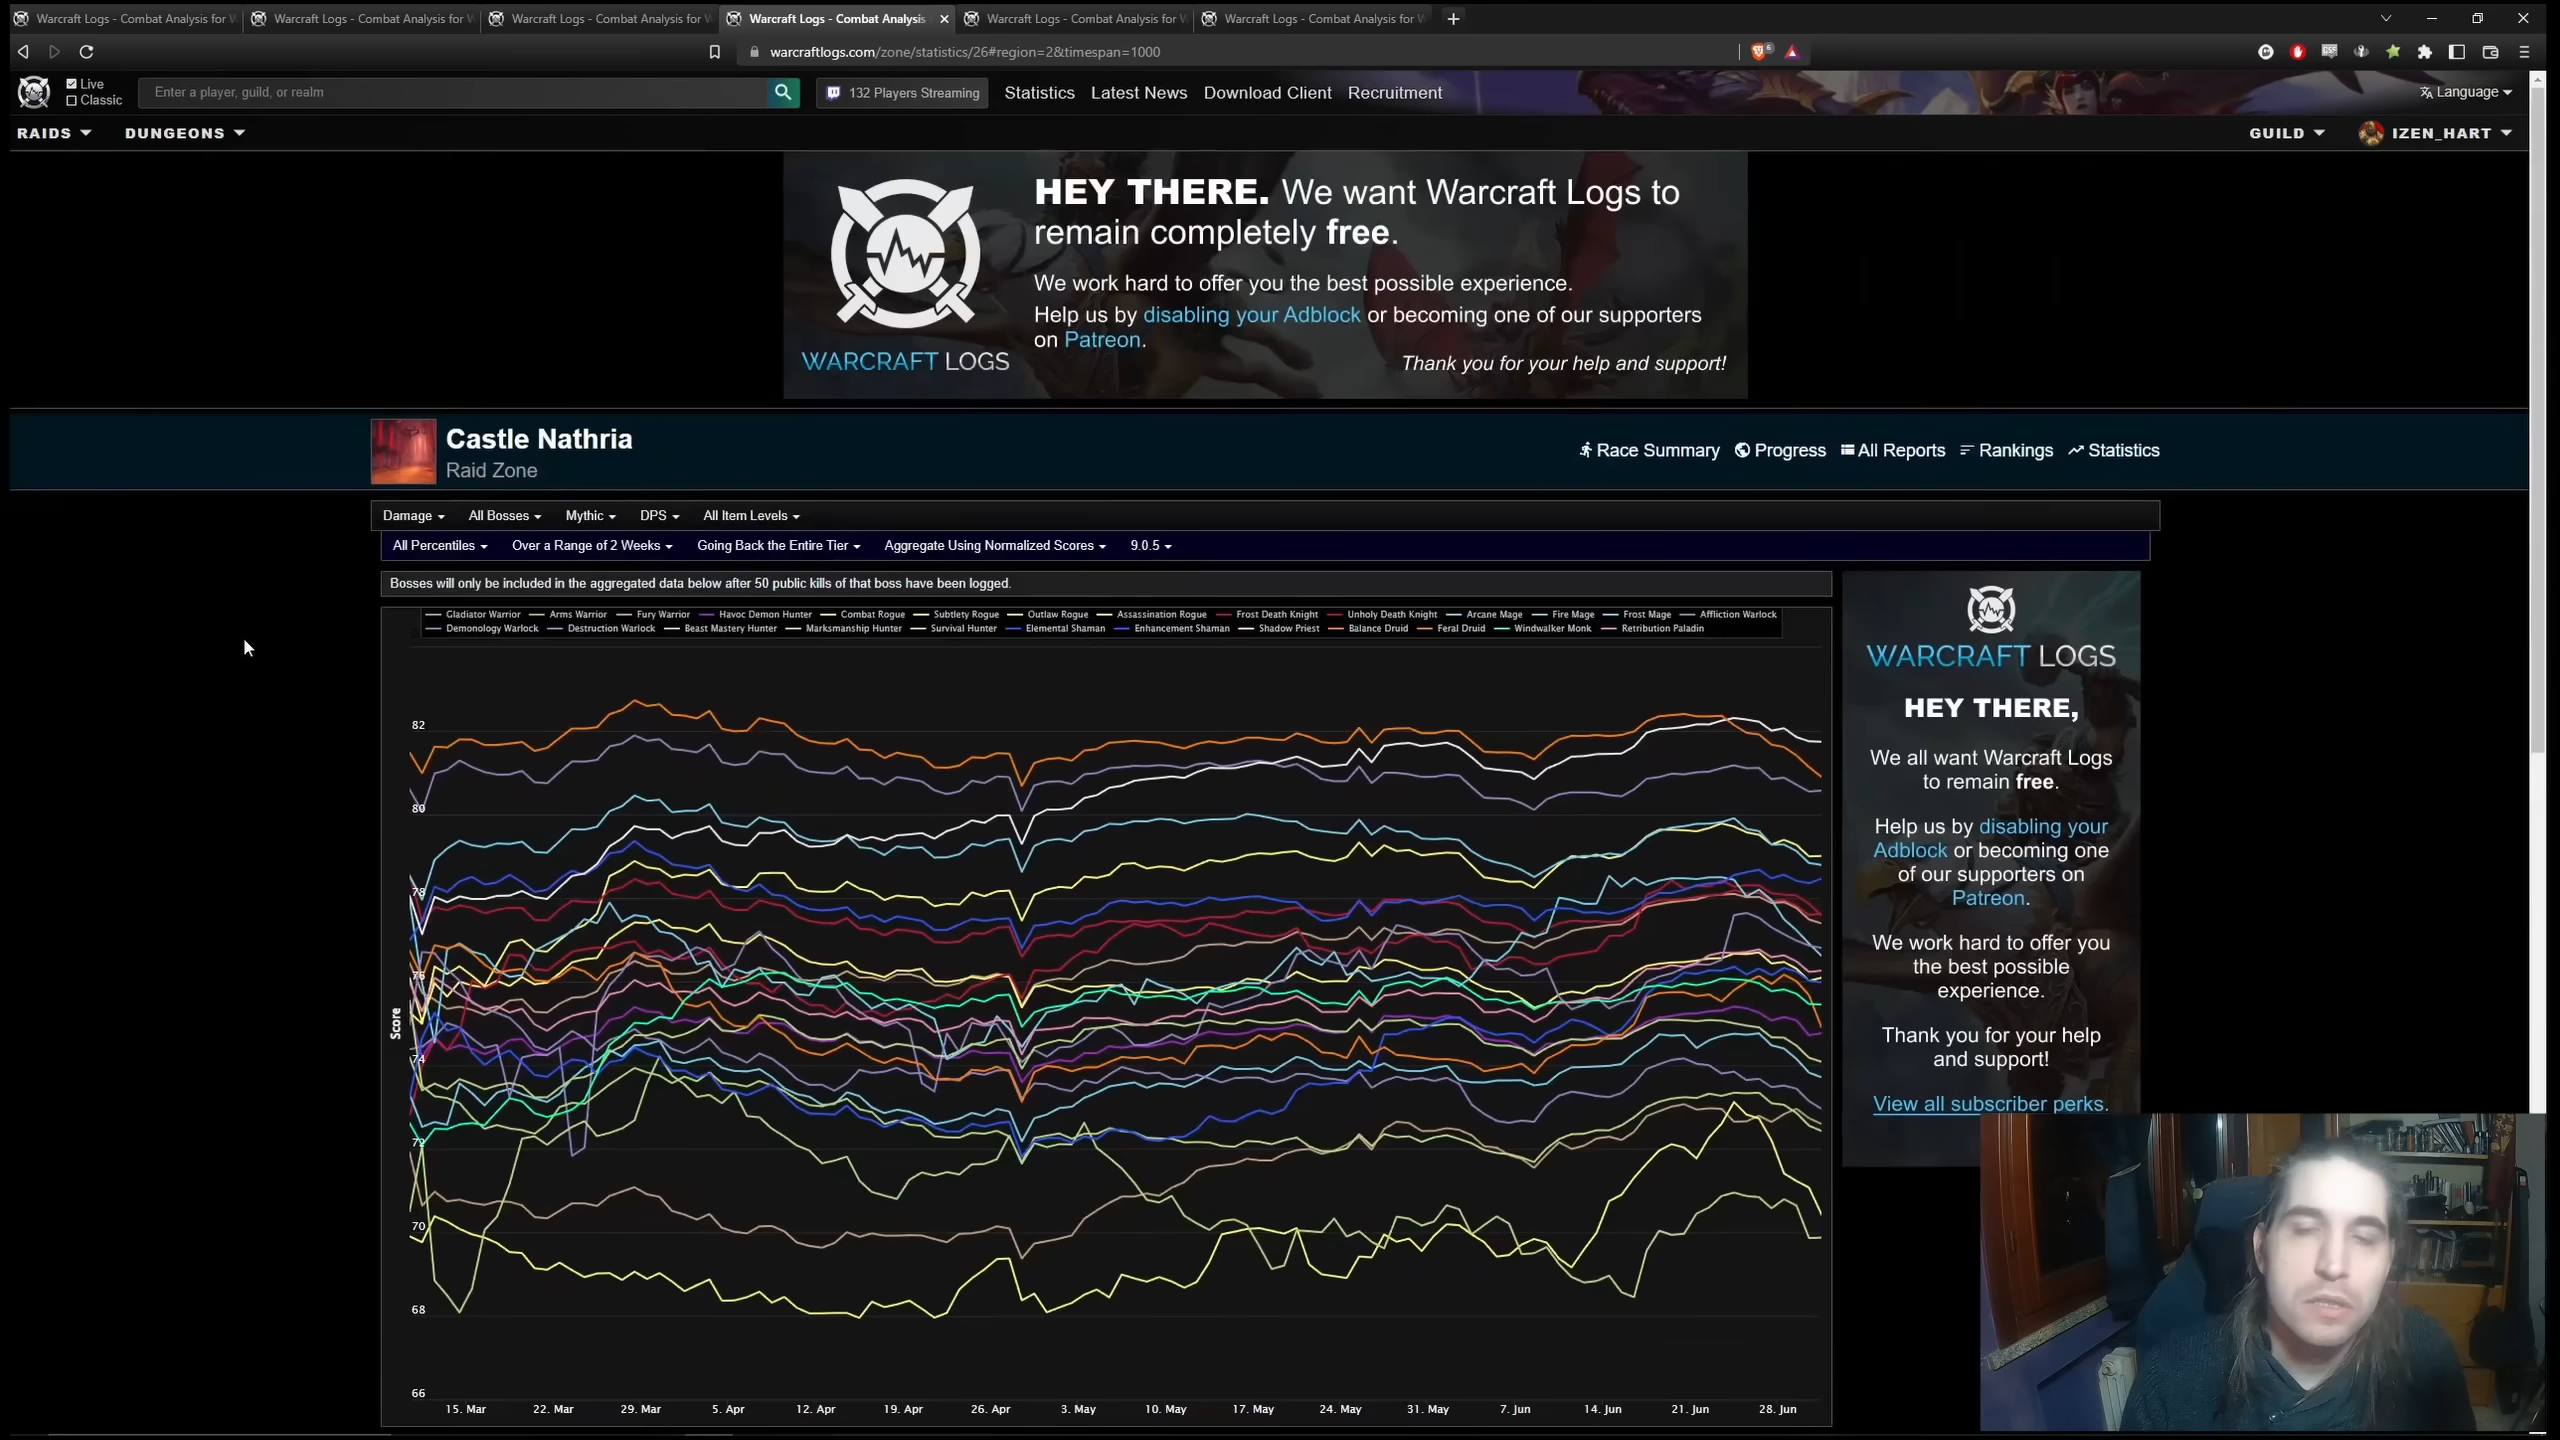 Warcraft Logs - Combat Analysis for W
Warcraft Logs - Combat Analysis for W
Warcraft Logs - Combat Analysis for W
Warcraft Logs - Combat Analysis
Warcraft Logs - Combat Analysis for W
Warcraft Logs - Combat Analysis for W
warcraftlogs.com/zone/statistics/26#region=2&timespan=1000
6
Live
Classic
Enter a player, guild, or realm
132 Players Streaming
Statistics
Latest News
Download Client
Recruitment
Language
RAIDS
DUNGEONS
GUILD
IZEN_HART
HEY THERE. We want Warcraft Logs to
remain completely free.
We work hard to offer you the best possible experience.
Help us by disabling your Adblock or becoming one of our supporters
on Patreon.
Thank you for your help and support!
WARCRAFT LOGS
Castle Nathria
Raid Zone
Race Summary
Progress
All Reports
Rankings
Statistics
Damage
All Bosses
Mythic
DPS
All Item Levels
All Percentiles
Over a Range of 2 Weeks
Going Back the Entire Tier
Aggregate Using Normalized Scores
9.0.5
Bosses will only be included in the aggregated data below after 50 public kills of that boss have been logged.
Gladiator Warrior
Arms Warrior
Fury Warrior
Havoc Demon Hunter
Combat Rogue
Subtlety Rogue
Outlaw Rogue
Assassination Rogue
Frost Death Knight
Unholy Death Knight
Arcane Mage
Fire Mage
Frost Mage
Affliction Warlock
Demonology Warlock
Destruction Warlock
Beast Mastery Hunter
Marksmanship Hunter
Survival Hunter
Elemental Shaman
Enhancement Shaman
Shadow Priest
Balance Druid
Feral Druid
Windwalker Monk
Retribution Paladin
82
80
78
76
74
72
70
68
66
Score
15. Mar
22. Mar
29. Mar
5. Apr
12. Apr
19. Apr
26. Apr
3. May
10. May
17. May
24. May
31. May
7. Jun
14. Jun
21. Jun
28. Jun
WARCRAFT LOGS
HEY THERE,
We all want Warcraft Logs
to remain free.
Help us by disabling your
Adblock or becoming one
of our supporters on
Patreon.
We work hard to offer you
the best possible
experience.
Thank you for your help
and support!
View all subscriber perks.